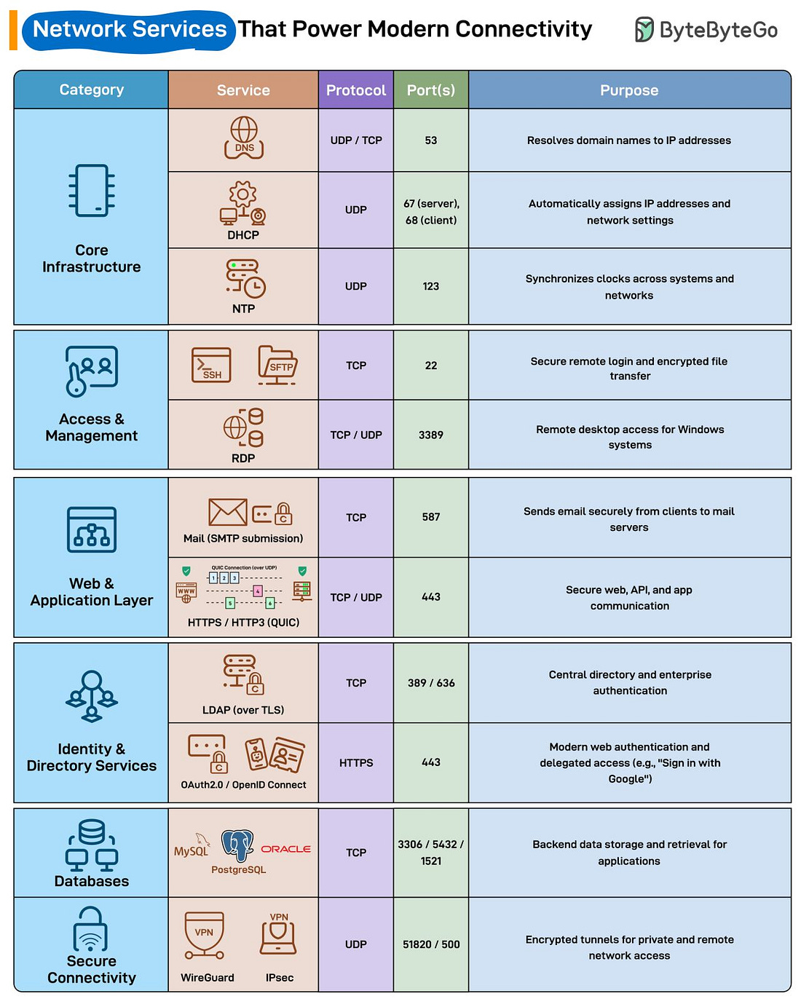 Network Services That Power Modern Connectivity
ByteByteGo
Category
Service
Protocol
Port(s)
Purpose
Core
Infrastructure
DNS
UDP / TCP
53
Resolves domain names to IP addresses
DHCP
UDP
67 (server),
68 (client)
Automatically assigns IP addresses and
network settings
NTP
UDP
123
Synchronizes clocks across systems and
networks
Access &
Management
SSH
SFTP
TCP
22
Secure remote login and encrypted file
transfer
RDP
TCP / UDP
3389
Remote desktop access for Windows
systems
Web &
Application Layer
C
Mail (SMTP submission)
TCP
587
Sends email securely from clients to mail
servers
QUIC Connection (over UDP)
1 2 3
WWW
4
5
6
HTTPS / HTTP3 (QUIC)
TCP / UDP
443
Secure web, API, and app
communication
Identity &
Directory Services
C
LDAP (over TLS)
TCP
389 / 636
Central directory and enterprise
authentication
C
OAuth2.0 / OpenID Connect
HTTPS
443
Modern web authentication and
delegated access (e.g., "Sign in with
Google")
Databases
MySQL
PostgreSQL
ORACLE
TCP
3306 / 5432 /
1521
Backend data storage and retrieval for
applications
Secure
Connectivity
VPN
WireGuard
VPN
IPsec
UDP
51820 / 500
Encrypted tunnels for private and remote
network access